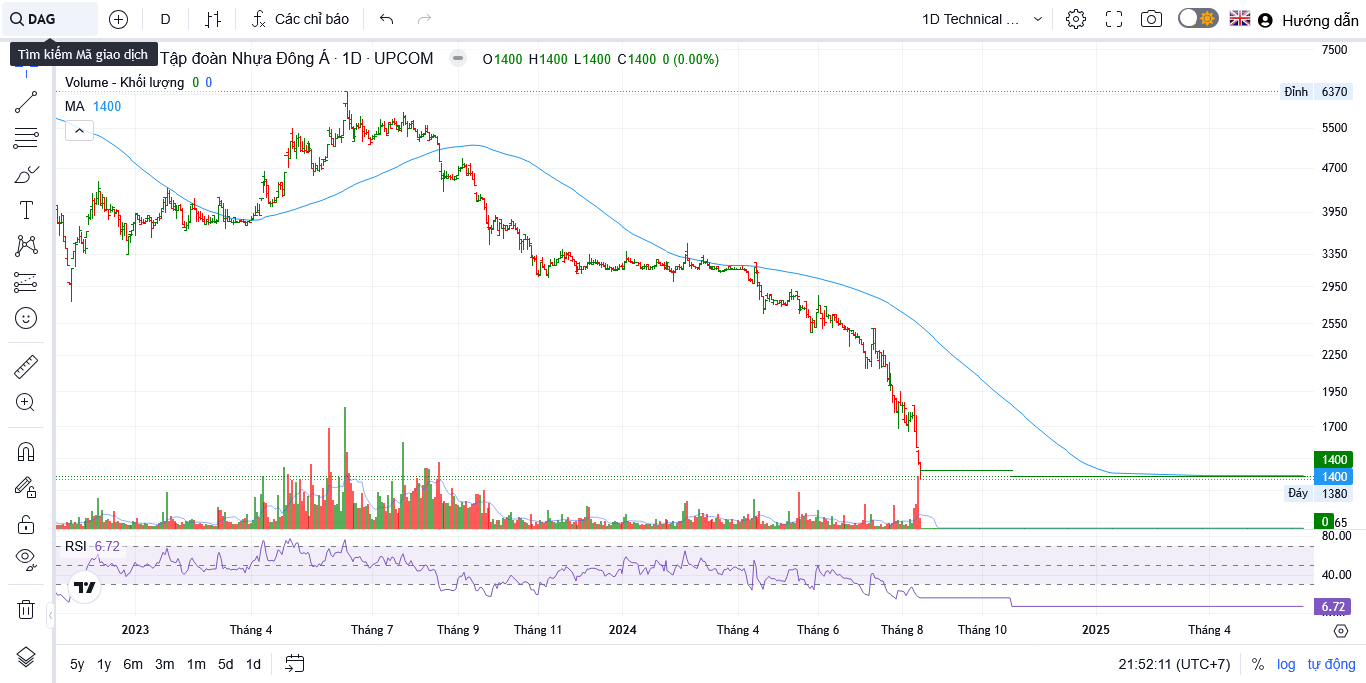 DAG
D
Các chỉ báo
1D Technical ...
Hướng dẫn
Tìm kiếm Mã giao dịch
Tập đoàn Nhựa Đông Á · 1D · UPCOM
O1400 H1400 L1400 C1400 0 (0.00%)
Volume - Khối lượng 0 0
MA 1400
7500
Đỉnh 6370
5500
4700
3950
3350
2950
2550
2250
1950
1700
1400
1400
Đáy 1380
0
65
RSI 6.72
80.00
40.00
6.72
2023 Tháng 4 Tháng 7 Tháng 9 Tháng 11 2024 Tháng 4 Tháng 6 Tháng 8 Tháng 10 2025 Tháng 4
5y 1y 6m 3m 1m 5d 1d
21:52:11 (UTC+7) % log tự động